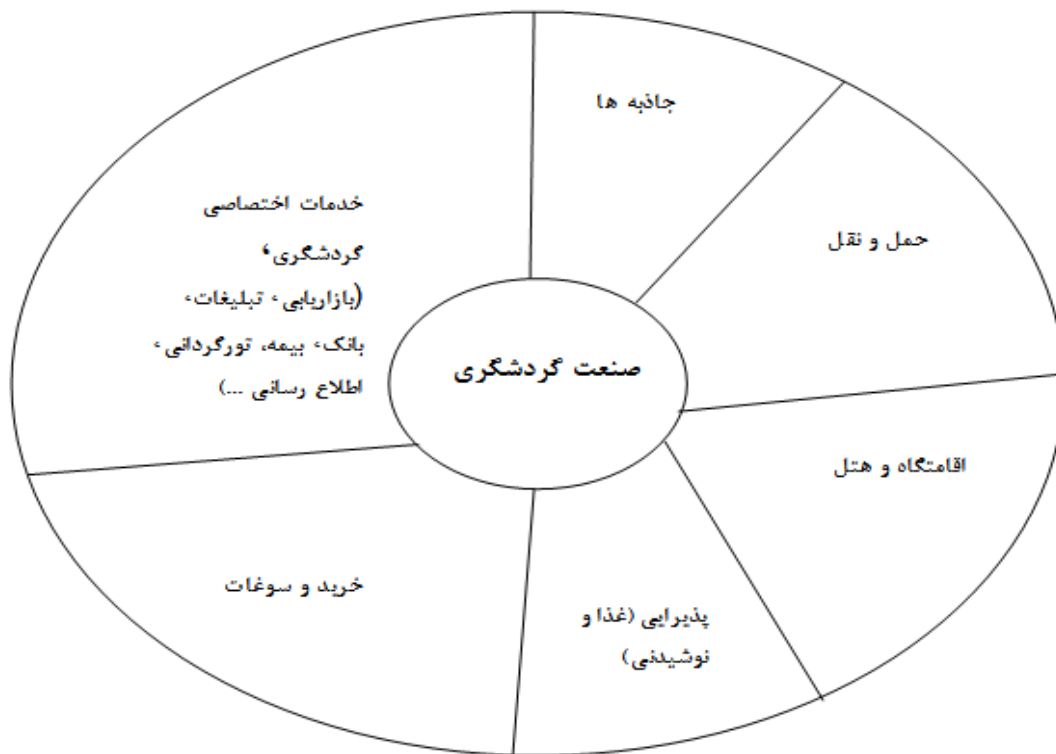 جاذبه ها
حمل و نقل
خدمات اختصاصی
گردشگری،
(بازاریابی، تبلیغات،
بانک، بیمه، تورگردانی،
اطلاع رسانی ...)
صنعت گردشگری
اقامتگاه و هتل
خرید و سوغات
پذیرایی (غذا و
نوشیدنی)